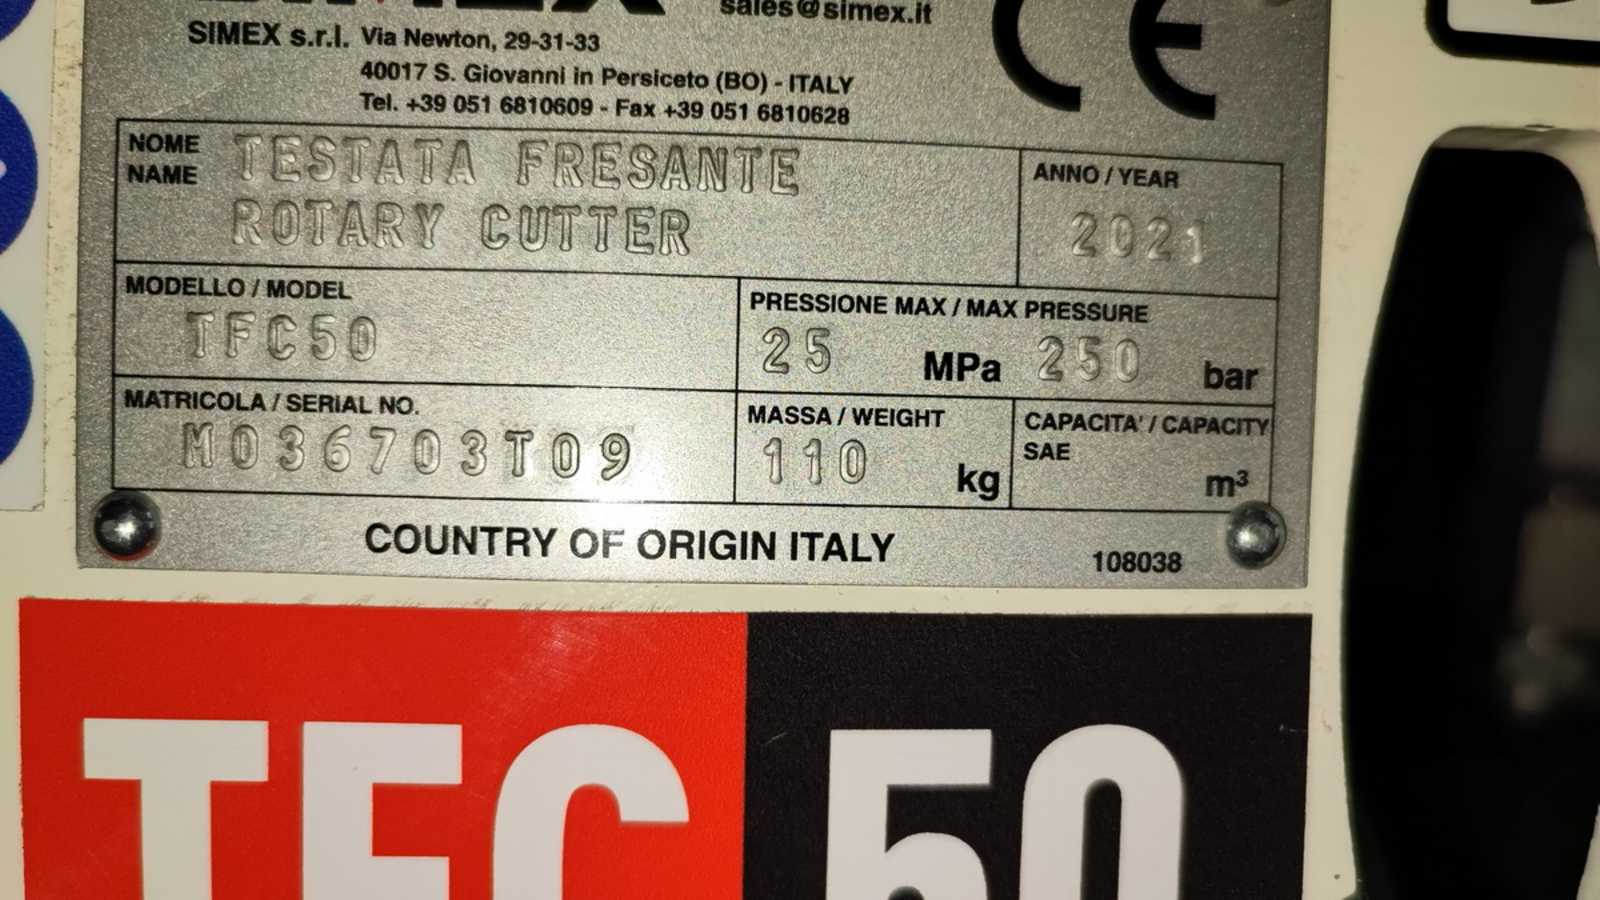 SIMEX
sales@simex.it
SIMEX s.r.l. Via Newton, 29-31-33
40017 S. Giovanni in Persiceto (BO) - ITALY
Tel. +39 051 6810609 - Fax +39 051 6810628
CE
NOME
NAME
TESTATA FRESANTE
ROTARY CUTTER
ANNO / YEAR
2021
MODELLO / MODEL
TFC50
PRESSIONE MAX / MAX PRESSURE
25 MPa 250 bar
MATRICOLA / SERIAL NO.
M036703T09
MASSA / WEIGHT
110 kg
CAPACITA' / CAPACITY
SAE
m³
COUNTRY OF ORIGIN ITALY
108038
TFC 50